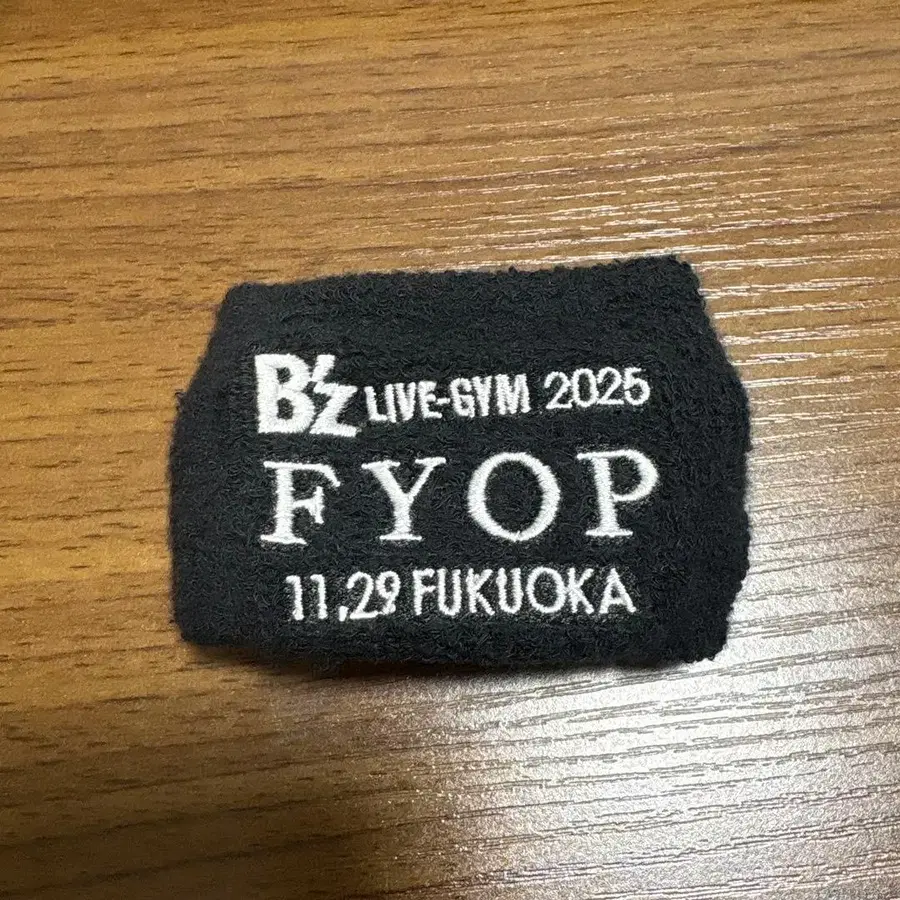 B'z LIVE-GYM 2025
FYOP
11.29 FUKUOKA